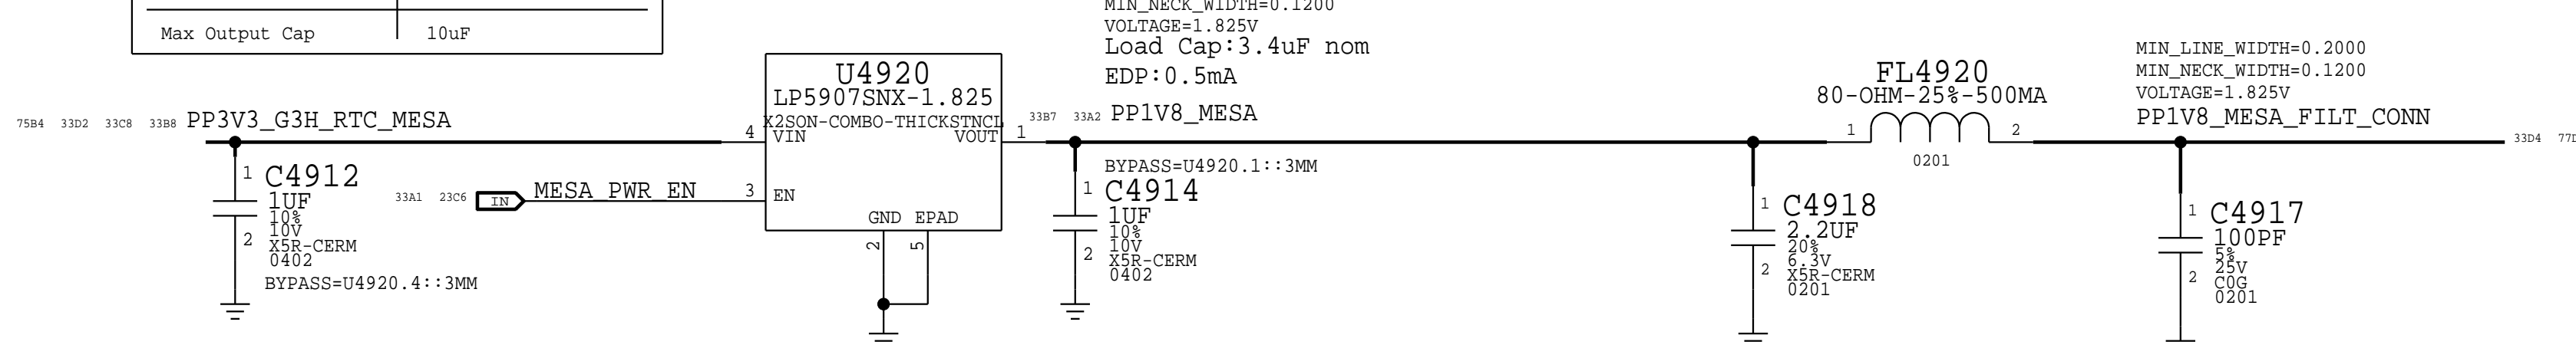 Max Output Cap 10uF
MIN_NECK_WIDTH=0.1200
VOLTAGE=1.825V
Load Cap:3.4uF nom
EDP:0.5mA
75B4 33D2 33C8 33B8 PP3V3_G3H_RTC_MESA
1
C4912
1UF
10%
10V
2
X5R-CERM
0402
BYPASS=U4920.4::3MM
33A1 23C6 IN MESA_PWR_EN
U4920
LP5907SNX-1.825
X2SON-COMBO-THICKSTNCL
4 VIN VOUT 1
3 EN
GND EPAD
2 5
33B7 33A2 PP1V8_MESA
BYPASS=U4920.1::3MM
1
C4914
1UF
10%
10V
2
X5R-CERM
0402
1
C4918
2.2UF
20%
6.3V
2
X5R-CERM
0201
FL4920
80-OHM-25%-500MA
1 2
0201
MIN_LINE_WIDTH=0.2000
MIN_NECK_WIDTH=0.1200
VOLTAGE=1.825V
PP1V8_MESA_FILT_CONN
33D4 77D
1
C4917
100PF
5%
25V
2
C0G
0201